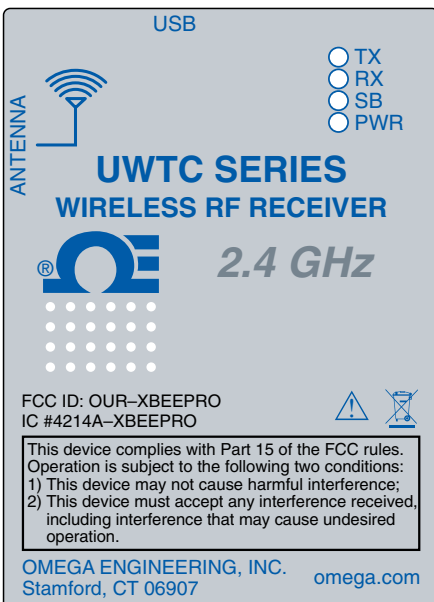 USB
TX
RX
SB
PWR
ANTENNA
UWTC SERIES
WIRELESS RF RECEIVER
®
2.4 GHz
FCC ID: OUR–XBEEPRO
IC #4214A–XBEEPRO
This device complies with Part 15 of the FCC rules.
Operation is subject to the following two conditions:
1) This device may not cause harmful interference;
2) This device must accept any interference received,
including interference that may cause undesired
operation.
OMEGA ENGINEERING, INC.
Stamford, CT 06907
omega.com